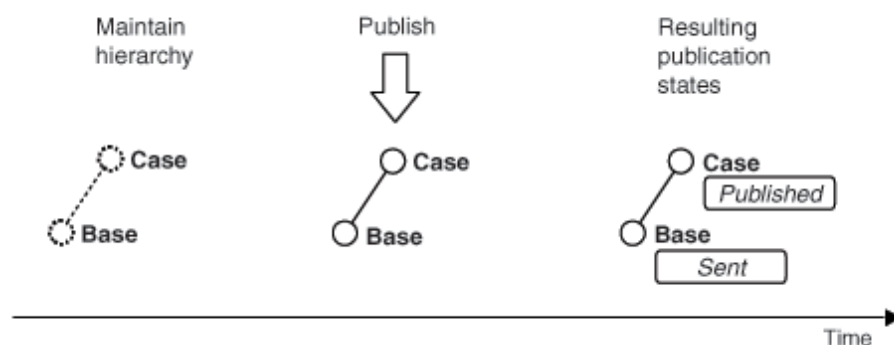 Maintain
hierarchy
Publish
Resulting
publication
states
Case
Base
Case
Base
Case
Published
Base
Sent
Time